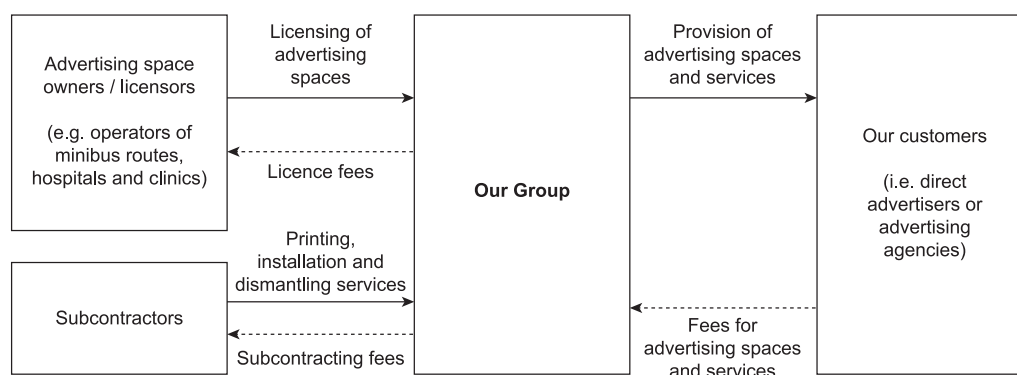 Advertising space
owners / licensors
(e.g. operators of
minibus routes,
hospitals and clinics)
Licensing of
advertising
spaces
Licence fees
Printing,
installation and
dismantling services
Subcontractors
Subcontracting fees
Our Group
Provision of
advertising spaces
and services
Our customers
(i.e. direct
advertisers or
advertising
agencies)
Fees for
advertising spaces
and services